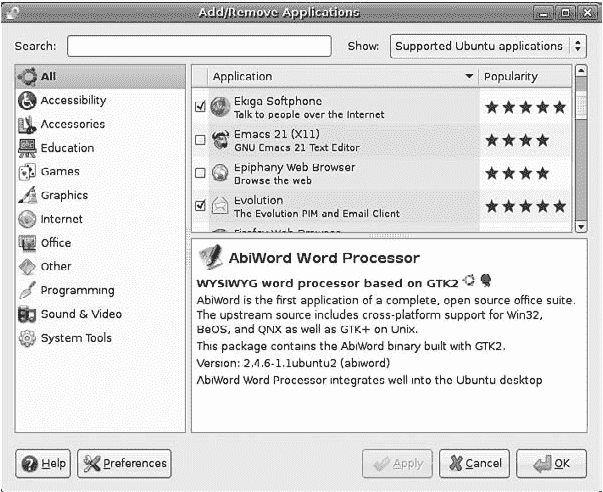 Add/Remove Applications
Search:
Show: Supported Ubuntu applications
All
Accessibility
Accessories
Education
Games
Graphics
Internet
Office
Other
Programming
Sound & Video
System Tools
Application Popularity
Ekiga Softphone
Talk to people over the Internet
Emacs 21 (X11)
GNU Emacs 21 Text Editor
Epiphany Web Browser
Browse the web
Evolution
The Evolution PIM and Email Client
Firefox Web Browser
AbiWord Word Processor
WYSIWYG word processor based on GTK2
AbiWord is the first application of a complete, open source office suite.
The upstream source includes cross-platform support for Win32,
BeOS, and QNX as well as GTK+ on Unix.
This package contains the AbiWord binary built with GTK2.
Version: 2.4.6-1.1ubuntu2 (abiword)
AbiWord Word Processor integrates well into the Ubuntu desktop
Help
Preferences
Apply
Cancel
OK